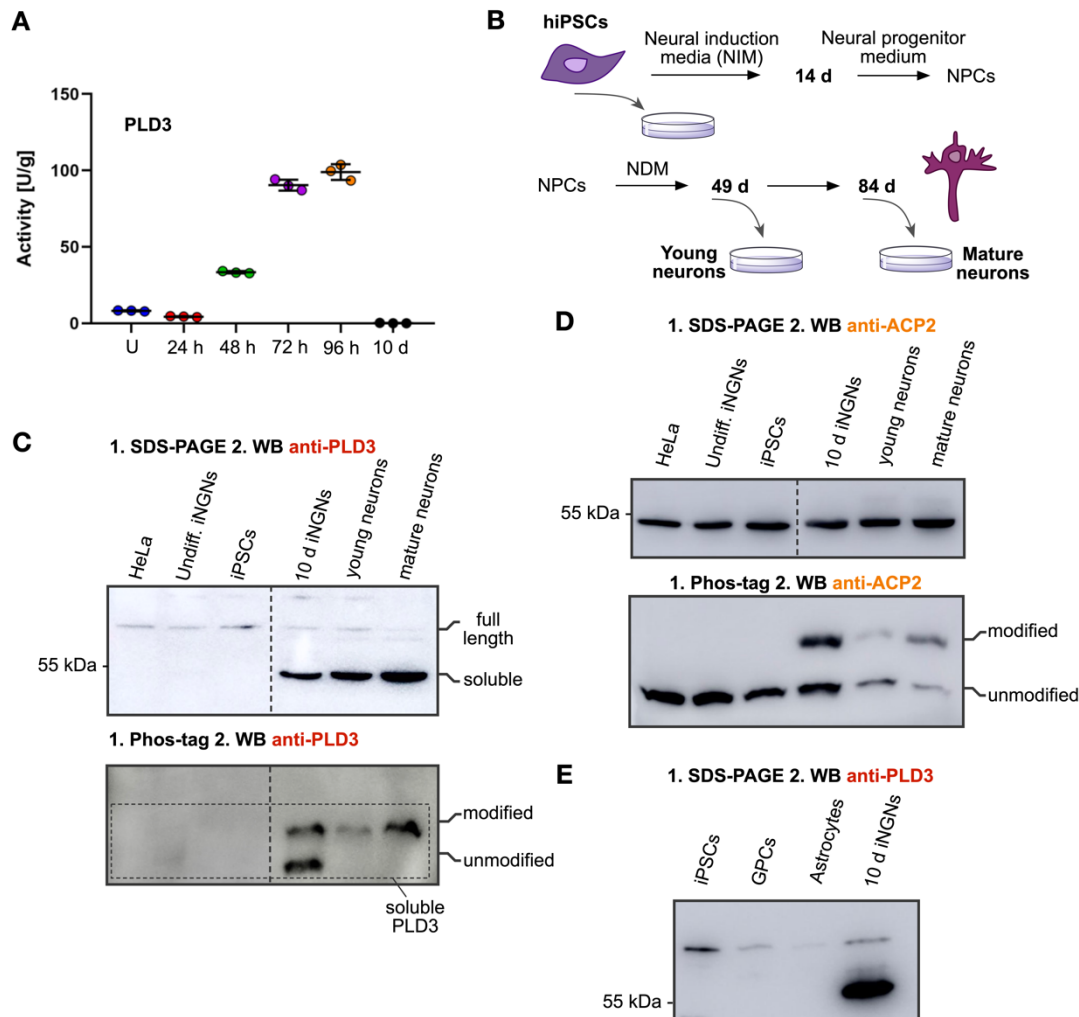 A
PLD3
Activity [U/g]
150
100
50
0
U
24 h
48 h
72 h
96 h
10 d
B
hiPSCs
Neural induction
media (NIM)
14 d
Neural progenitor
medium
NPCs
NPCs
NDM
49 d
84 d
Young
neurons
Mature
neurons
C
1. SDS-PAGE 2. WB anti-PLD3
HeLa
Undiff. iNGNs
iPSCs
10 d iNGNs
young neurons
mature neurons
55 kDa
full
length
soluble
1. Phos-tag 2. WB anti-PLD3
modified
unmodified
soluble
PLD3
D
1. SDS-PAGE 2. WB anti-ACP2
HeLa
Undiff. iNGNs
iPSCs
10 d iNGNs
young neurons
mature neurons
55 kDa
1. Phos-tag 2. WB anti-ACP2
modified
unmodified
E
1. SDS-PAGE 2. WB anti-PLD3
iPSCs
GPCs
Astrocytes
10 d iNGNs
55 kDa